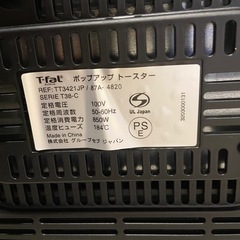 T-fal ポップアップ トースター
REF: TT3421JP / 87A- 4820
SERIE T38-C
定格電圧 100V
定格周波数 50-60Hz
定格消費電力 850W
温度ヒューズ 184℃
Made in China
株式会社 グループセブ ジャパン
S
UL Japan
PS
E
3000000131